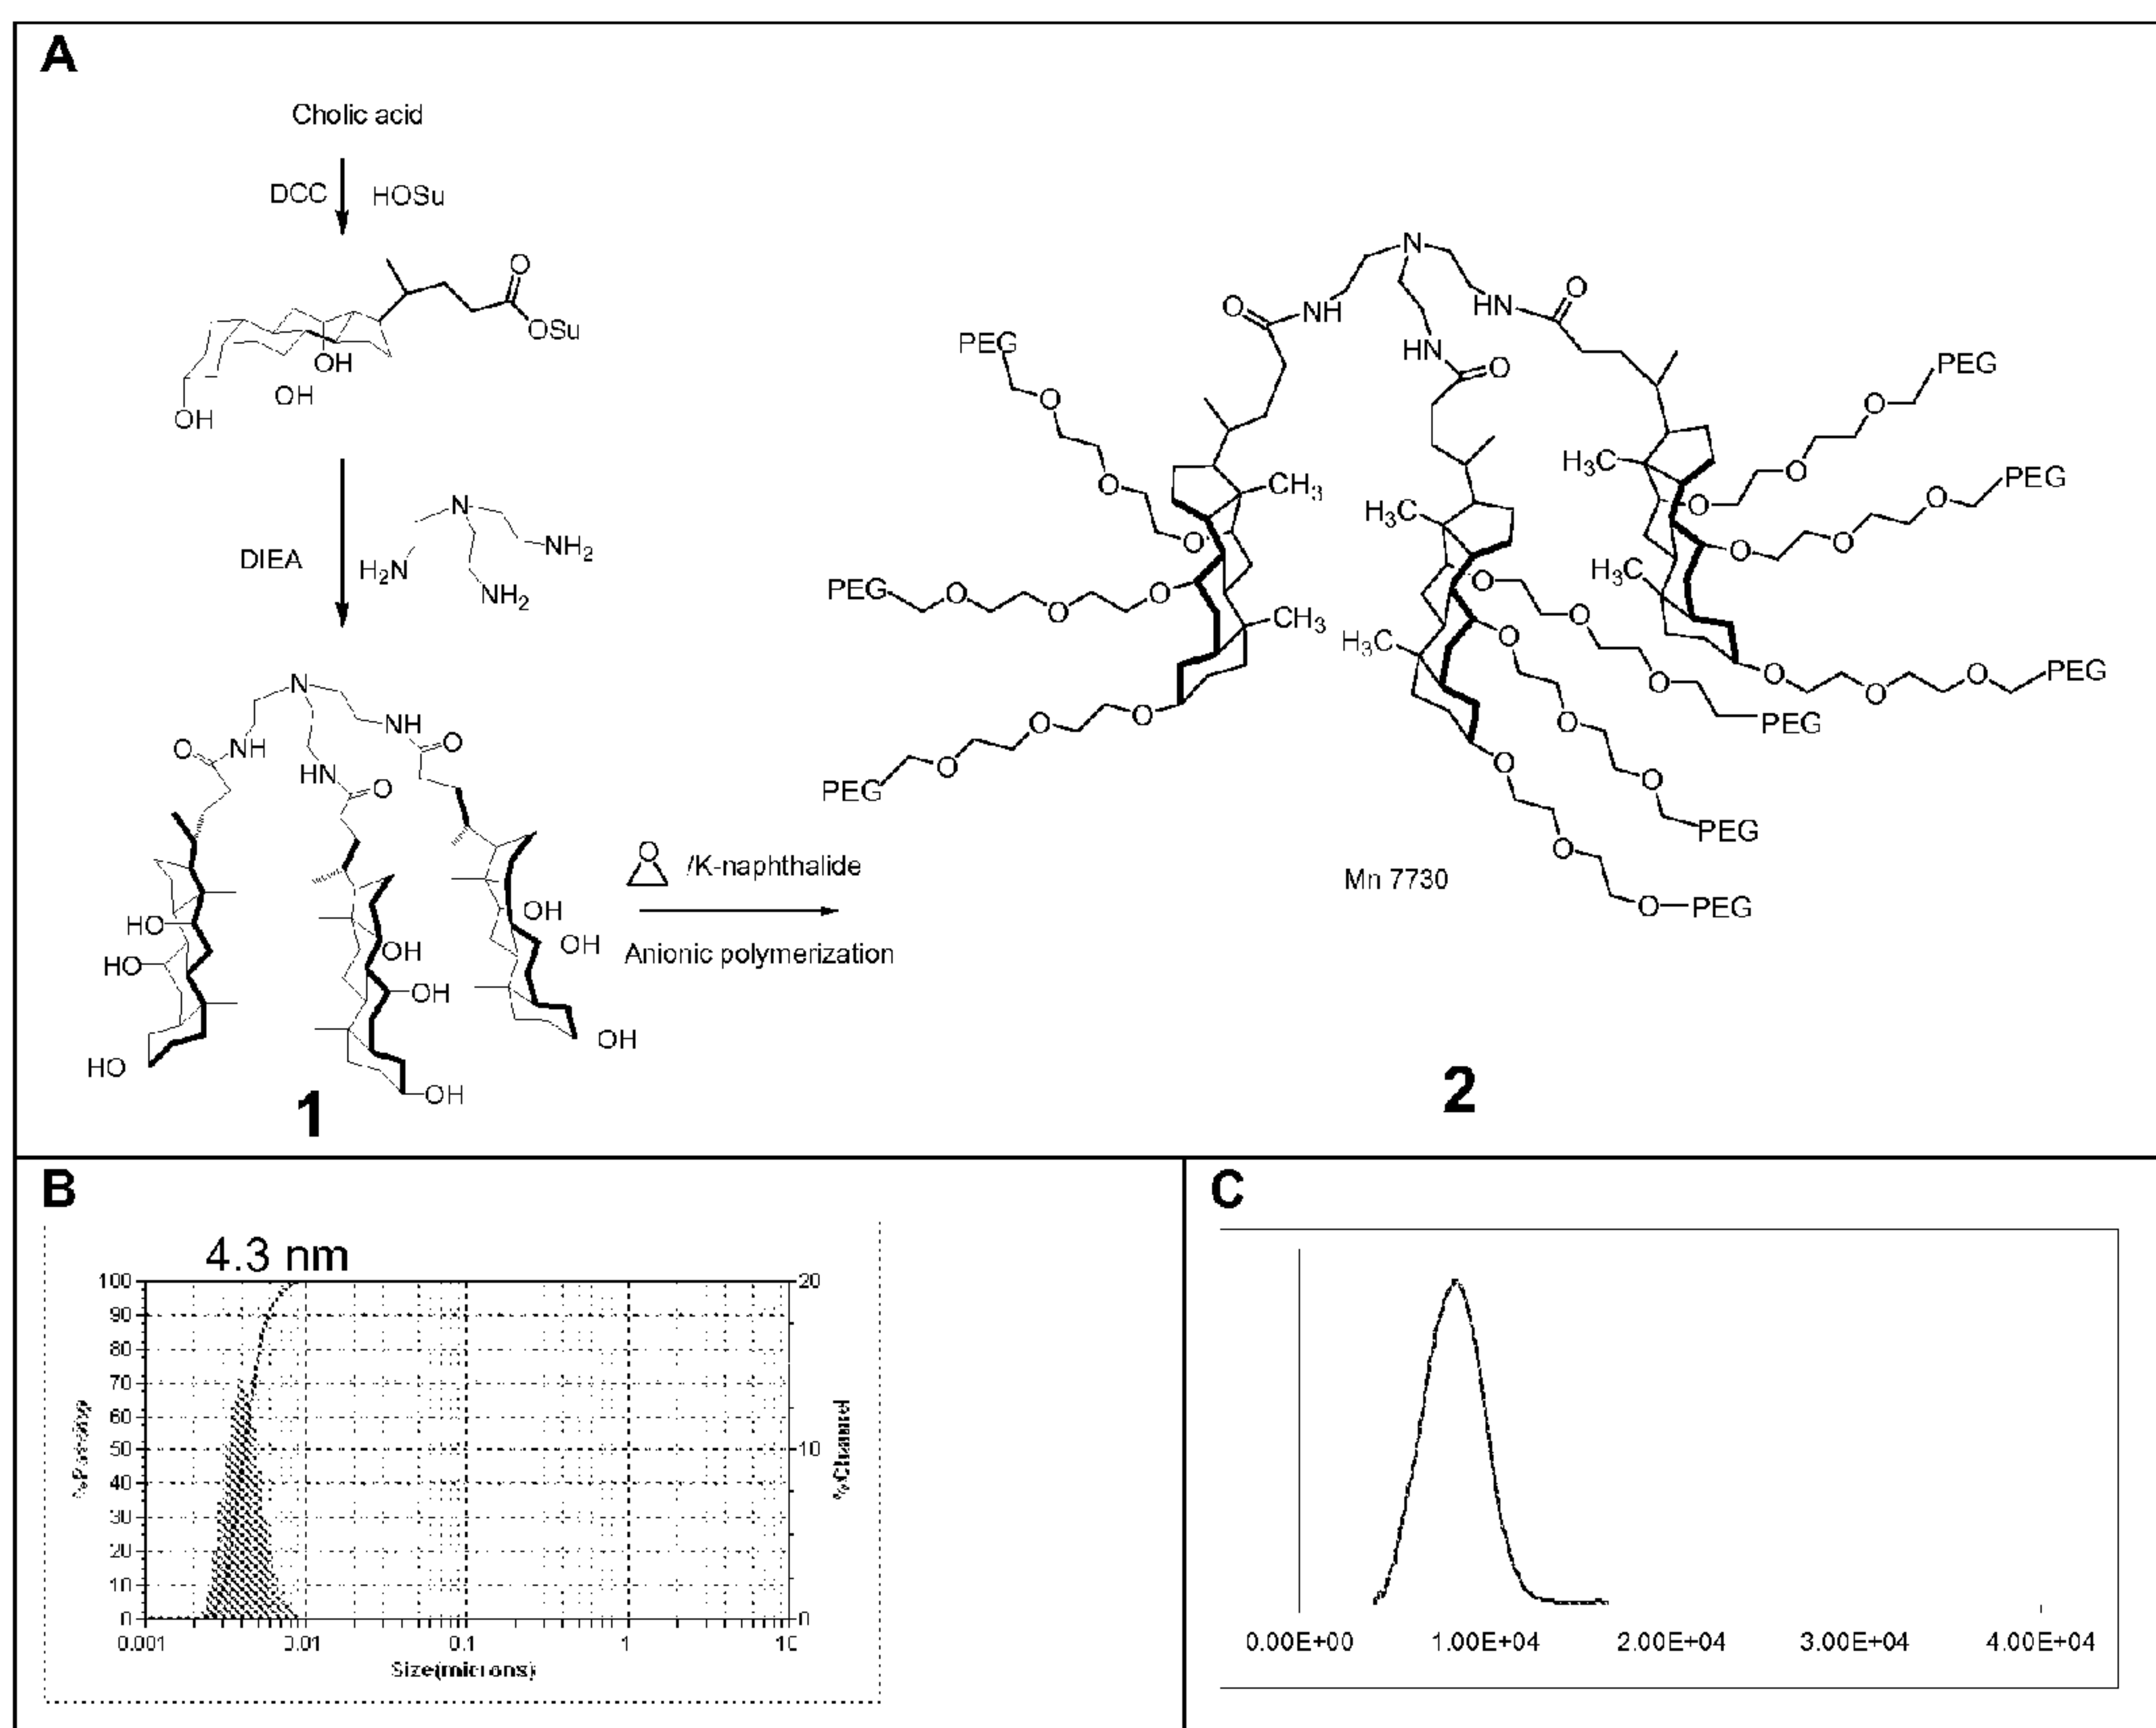 A
Cholic acid
DCC
HOSu
O
OSu
OH
OH
OH
DIEA
N
NH2
H2N
NH2
N
NH
O
NH
O
HN
O
HO
HO
HO
OH
OH
OH
OH
OH
OH
1
O
/K-naphthalide
Anionic polymerization
N
O
NH
HN
O
HN
O
PEG
O
O
O
CH3
PEG
O
O
O
CH3
PEG
O
O
O
H3C
O
O
O
PEG
H3C
O
O
O
PEG
H3C
O
O
O
PEG
H3C
O
O
O
PEG
O
O
O
PEG
O
O
O
PEG
Mn 7730
2
B
4.3 nm
100
90
80
70
60
50
40
30
20
10
0
%Passing
20
10
0
%Channel
0.001
0.01
0.1
1
10
Size(microns)
C
0.00E+00
1.00E+04
2.00E+04
3.00E+04
4.00E+04